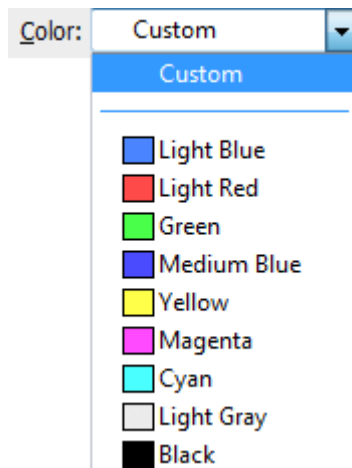 Color: Custom
Custom
Light Blue
Light Red
Green
Medium Blue
Yellow
Magenta
Cyan
Light Gray
Black